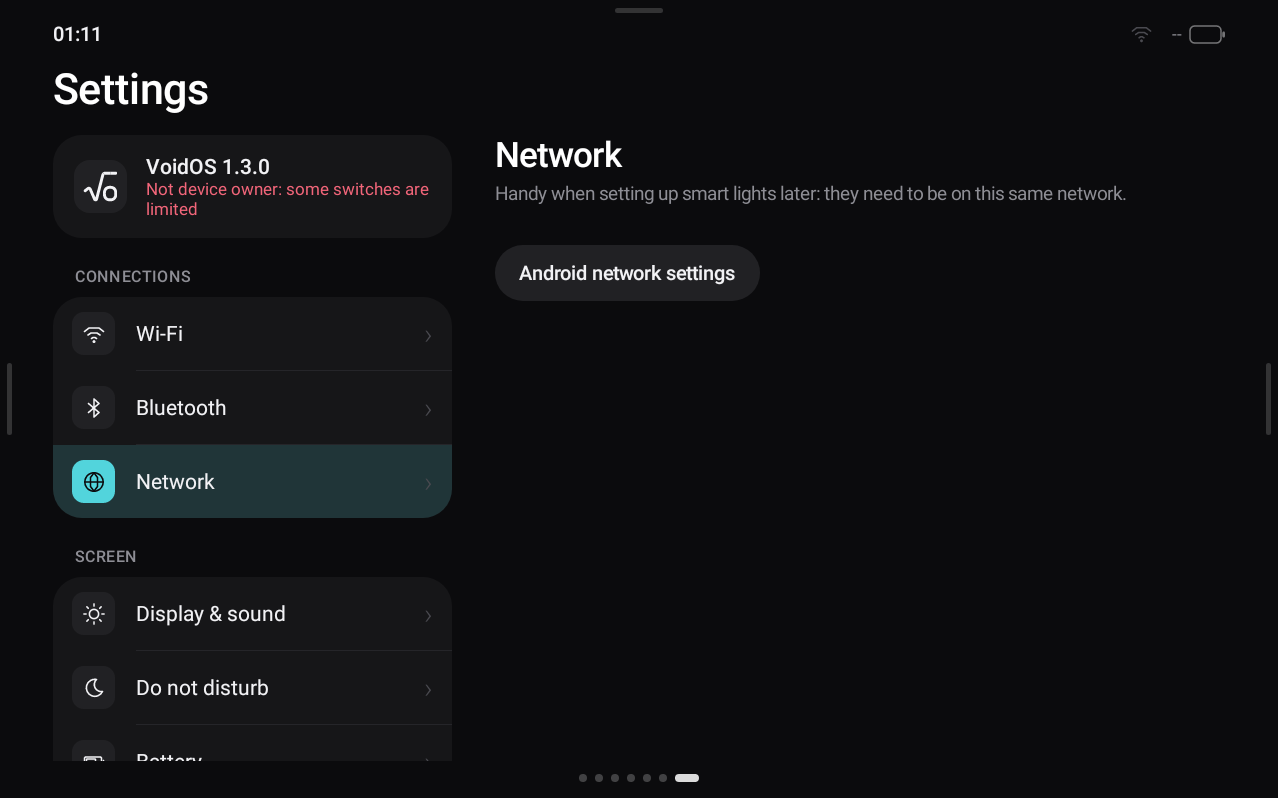 01:11
--
Settings
VoidOS 1.3.0
Not device owner: some switches are
limited
CONNECTIONS
Wi-Fi
Bluetooth
Network
SCREEN
Display & sound
Do not disturb
Battery
Network
Handy when setting up smart lights later: they need to be on this same network.
Android network settings